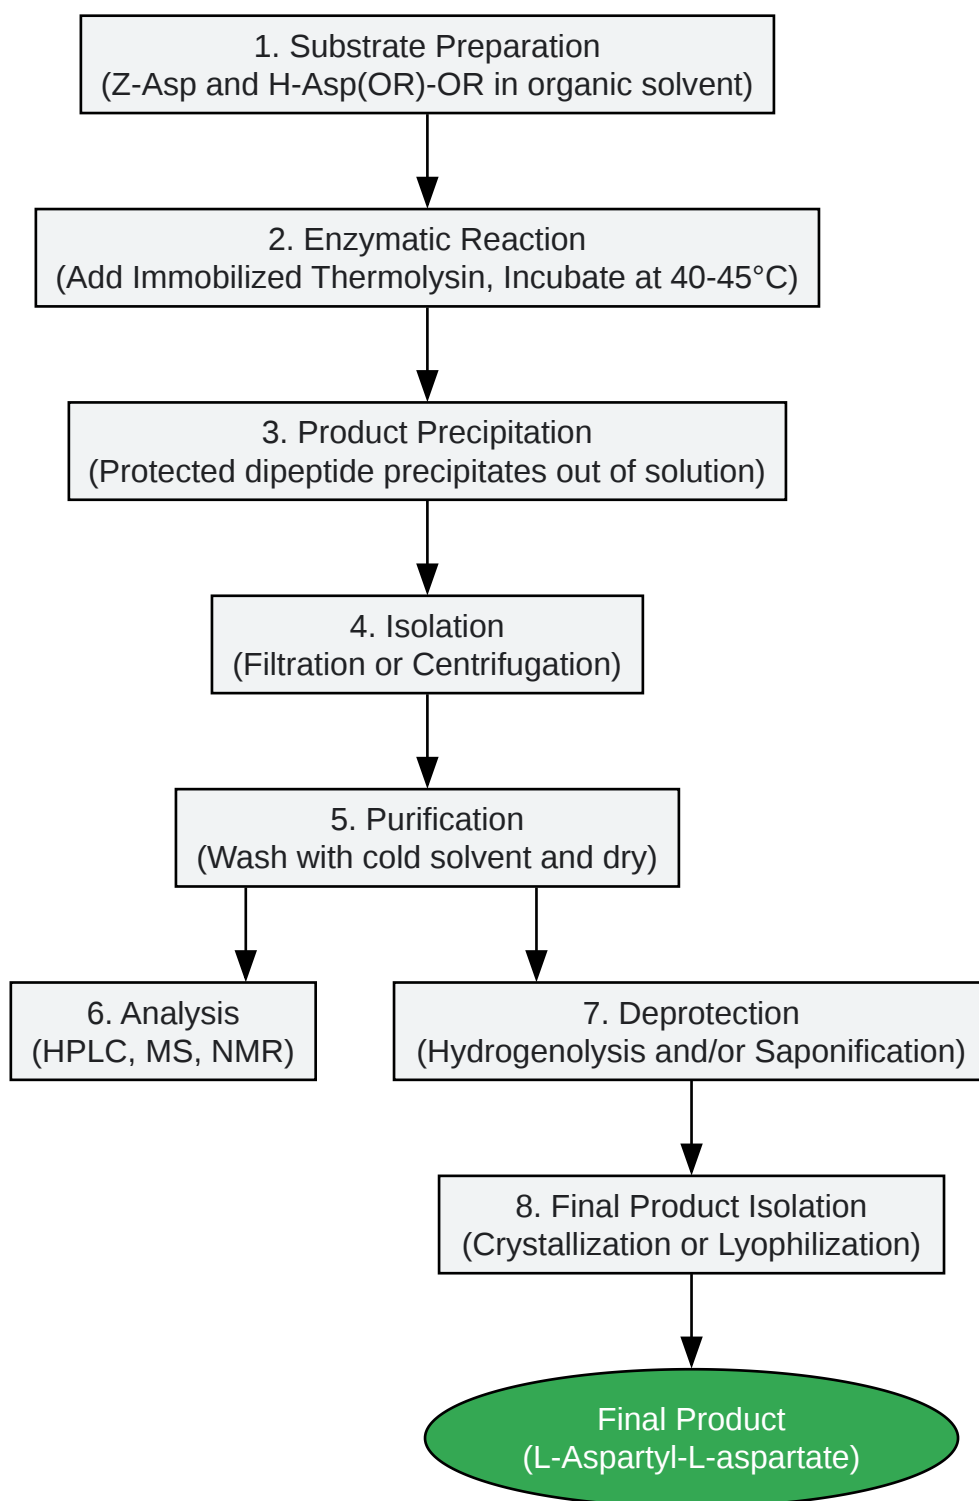 1. Substrate Preparation
(Z-Asp and H-Asp(OR)-OR in organic solvent)
2. Enzymatic Reaction
(Add Immobilized Thermolysin, Incubate at 40-45°C)
3. Product Precipitation
(Protected dipeptide precipitates out of solution)
4. Isolation
(Filtration or Centrifugation)
5. Purification
(Wash with cold solvent and dry)
6. Analysis
(HPLC, MS, NMR)
7. Deprotection
(Hydrogenolysis and/or Saponification)
8. Final Product Isolation
(Crystallization or Lyophilization)
Final Product
(L-Aspartyl-L-aspartate)